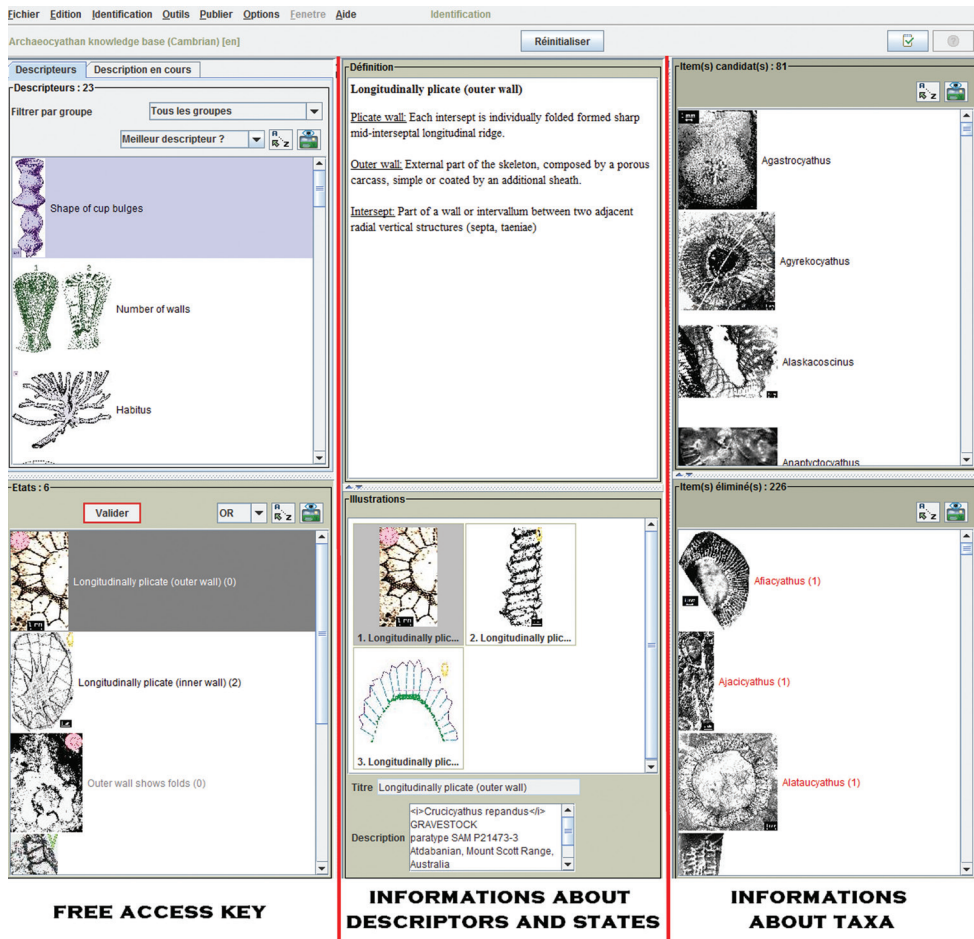 Fichier Edition Identification Outils Publier Options Fenetre Aide Identification
Archaeocyathan knowledge base (Cambrian) [en]
Réinitialiser
Descripteurs Description en cours
Descripteurs : 23
Filtrer par groupe Tous les groupes
Meilleur descripteur ?
Shape of cup bulges
1 2
Number of walls
Habitus
Etats : 6
Valider OR
Longitudinally plicate (outer wall) (0)
Longitudinally plicate (inner wall) (2)
Outer wall shows folds (0)
FREE ACCESS KEY
Définition
Longitudinally plicate (outer wall)
Plicate wall: Each intersept is individually folded formed sharp
mid-interseptal longitudinal ridge.
Outer wall: External part of the skeleton, composed by a porous
carcass, simple or coated by an additional sheath.
Intersept: Part of a wall or intervallum between two adjacent
radial vertical structures (septa, taeniae)
Illustrations
1. Longitudinally plic... 2. Longitudinally plic...
3. Longitudinally plic...
Titre Longitudinally plicate (outer wall)
Description
<i>Crucicyathus repandus</i>
GRAVESTOCK
paratype SAM P21473-3
Atdabanian, Mount Scott Range,
Australia
INFORMATIONS ABOUT
DESCRIPTORS AND STATES
Item(s) candidat(s) : 81
Agastrocyathus
Agyrekocyathus
Alaskacoscinus
Anaptyctocyathus
Item(s) éliminé(s) : 226
Afiacyathus (1)
Ajacicyathus (1)
Alataucyathus (1)
INFORMATIONS
ABOUT TAXA